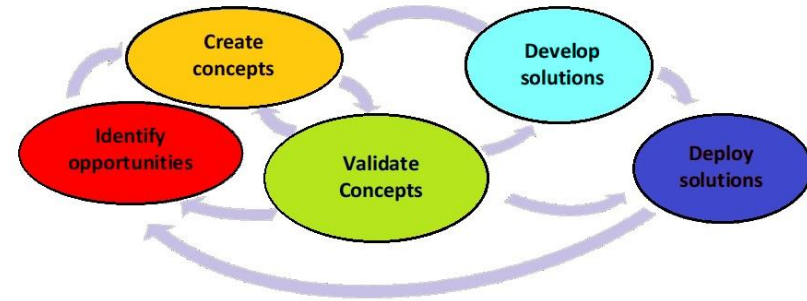 Create
concepts
Develop
solutions
Identify
opportunities
Validate
Concepts
Deploy
solutions